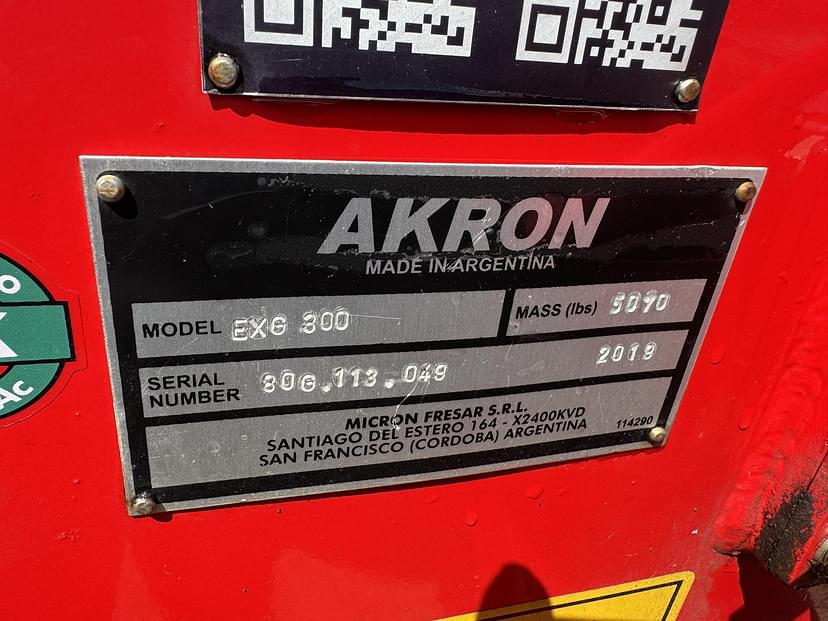 AKRON
MADE IN ARGENTINA
MODEL EXG 300
MASS (lbs) 5070
SERIAL NUMBER 80G.113.049 2019
MICRON FRESAR S.R.L.
SANTIAGO DEL ESTERO 164 - X2400KVD
SAN FRANCISCO (CORDOBA) ARGENTINA
114290